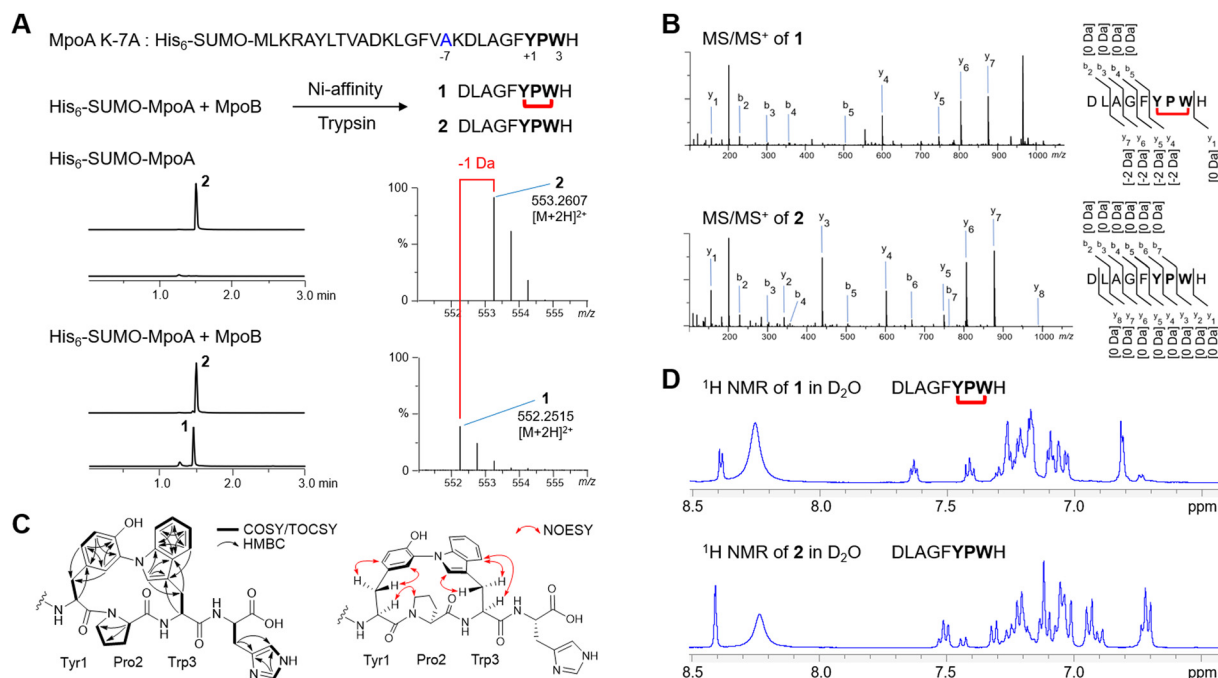 A
MpoA K-7A : His6-SUMO-MLKRAYLTVADKLGFVAKDLAGFYPWH
-7 +1 3
His6-SUMO-MpoA + MpoB
Ni-affinity
Trypsin
1 DLAGFYPWH
2 DLAGFYPWH
His6-SUMO-MpoA
2
1.0 2.0 3.0 min
-1 Da
100
%
0
2
553.2607
[M+2H]2+
552 553 554 555 m/z
His6-SUMO-MpoA + MpoB
2
1
1.0 2.0 3.0 min
100
%
0
1
552.2515
[M+2H]2+
552 553 554 555 m/z
B
MS/MS+ of 1
y1 b2 b3 b4 b5 y4 y5 y6 y7
200 400 600 800 1000 m/z
[0 Da] [0 Da] [0 Da] [0 Da]
b2 b3 b4 b5
DLAGFYPWH
y7 y6 y5 y4 y1
[-2 Da] [-2 Da] [-2 Da] [-2 Da] [0 Da]
MS/MS+ of 2
y1 b2 b3 y2 b4 y3 b5 y4 b6 y5 b7 y6 y7 y8
200 400 600 800 1000 m/z
[0 Da] [0 Da] [0 Da] [0 Da] [0 Da] [0 Da]
b2 b3 b4 b5 b6 b7
DLAGFYPWH
y8 y7 y6 y5 y4 y3 y2 y1
[0 Da] [0 Da] [0 Da] [0 Da] [0 Da] [0 Da] [0 Da] [0 Da]
C
COSY/TOCSY
HMBC
OH
N
N
H
O
N
O
H
N
O
N
H
O
OH
N
NH
Tyr1 Pro2 Trp3
NOESY
OH
N
H H
H
H
H
H
N
H
O
N
O
H
N
O
N
H
O
OH
N
NH
Tyr1 Pro2 Trp3
D
1H NMR of 1 in D2O DLAGFYPWH
8.5 8.0 7.5 7.0 ppm
1H NMR of 2 in D2O DLAGFYPWH
8.5 8.0 7.5 7.0 ppm